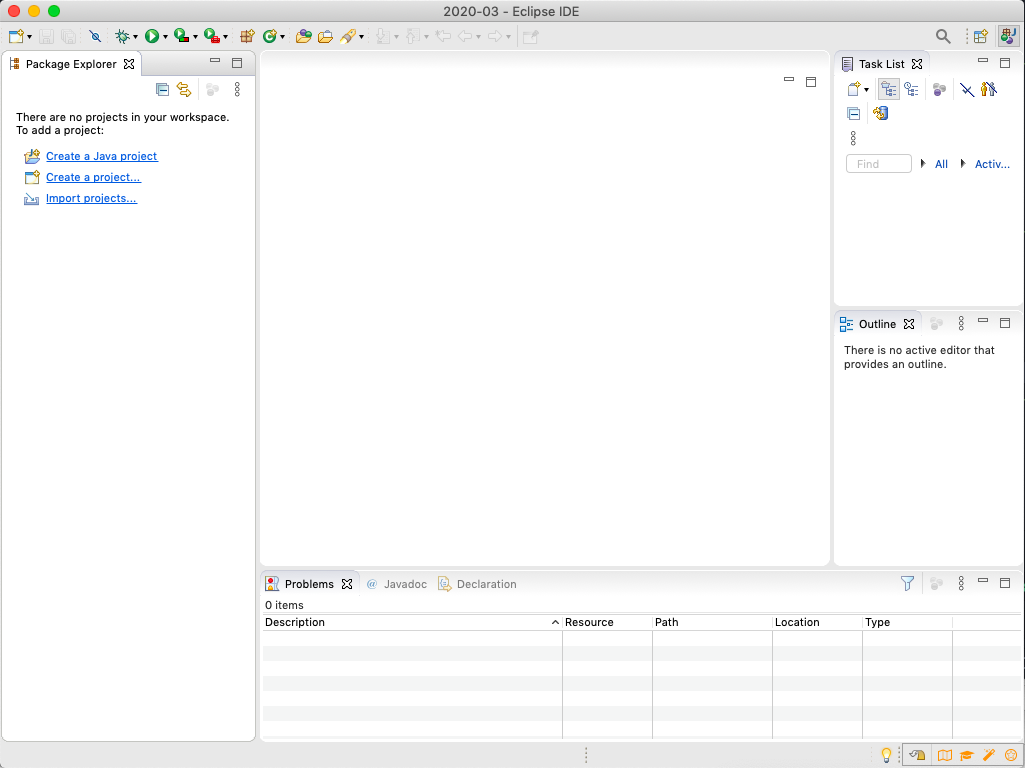 2020-03 - Eclipse IDE
Package Explorer
There are no projects in your workspace.
To add a project:
Create a Java project
Create a project...
Import projects...
Task List
Find
All
Activ...
Outline
There is no active editor that
provides an outline.
Problems
@ Javadoc
Declaration
0 items
Description
Resource
Path
Location
Type